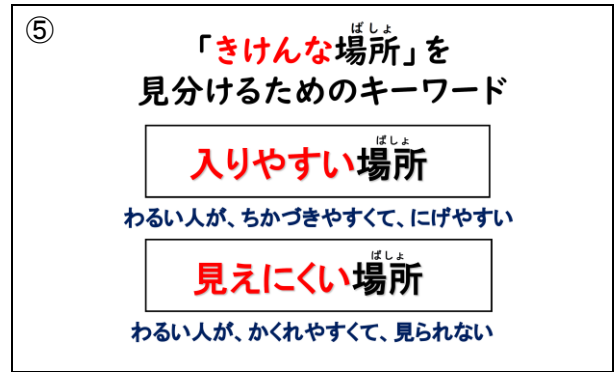 ⑤
「きけんな場所」を
見分けるためのキーワード
入りやすい場所
わるい人が、ちかづきやすくて、にげやすい
見えにくい場所
わるい人が、かくれやすくて、見られない